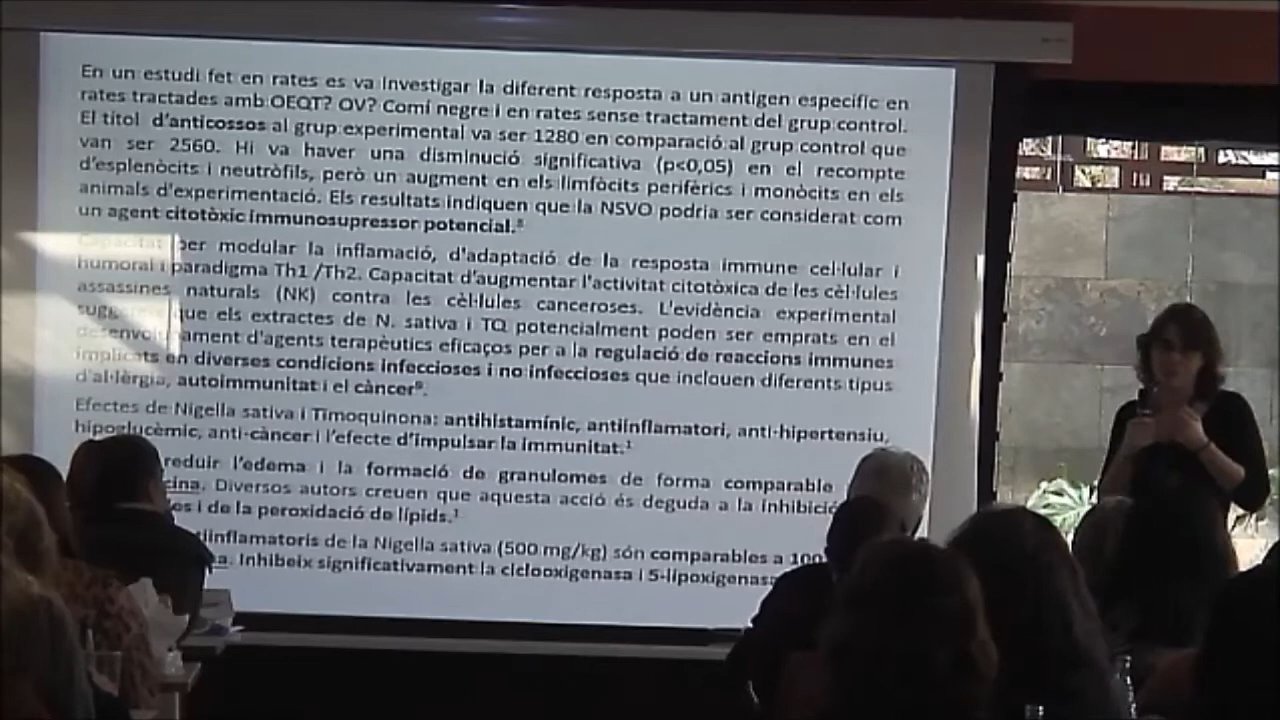 En un estudi fet en rates es va investigar la diferent resposta a un antigen específic en
rates tractades amb OEQT? OV? Comí negre i en rates sense tractament del grup control.
El títol d'anticossos al grup experimental va ser 1280 en comparació al grup control que
van ser 2560. Hi va haver una disminució significativa (p<0,05) en el recompte
d'esplenòcits i neutròfils, però un augment en els limfòcits perifèrics i monòcits en els
animals d'experimentació. Els resultats indiquen que la NSVO podria ser considerat com
un agent citotòxic immunosupressor potencial.⁸
Capacitat per modular la inflamació, d'adaptació de la resposta immune cel·lular i
humoral i paradigma Th1 /Th2. Capacitat d'augmentar l'activitat citotòxica de les cèl·lules
assassines naturals (NK) contra les cèl·lules canceroses. L'evidència experimental
que els extractes de N. sativa i TQ potencialment poden ser emprats en el
desenvolupament d'agents terapèutics eficaços per a la regulació de reaccions immunes
implicats en diverses condicions infeccioses i no infeccioses que inclouen diferents tipus
d'al·lèrgia, autoimmunitat i el càncer⁹.
Efectes de Nigella sativa i Timoquinona: antihistamínic, antiinflamatori, anti-hipertensiu,
hipoglucèmic, anti-càncer i l'efecte d'impulsar la immunitat.¹
reduir l'edema i la formació de granulomes de forma comparable
cina. Diversos autors creuen que aquesta acció és deguda a la inhibició
os i de la peroxidació de lípids.¹
iinflamatoris de la Nigella sativa (500 mg/kg) són comparables a 100
a. Inhibeix significativament la ciclooxigenasa i 5-lipoxigenasa